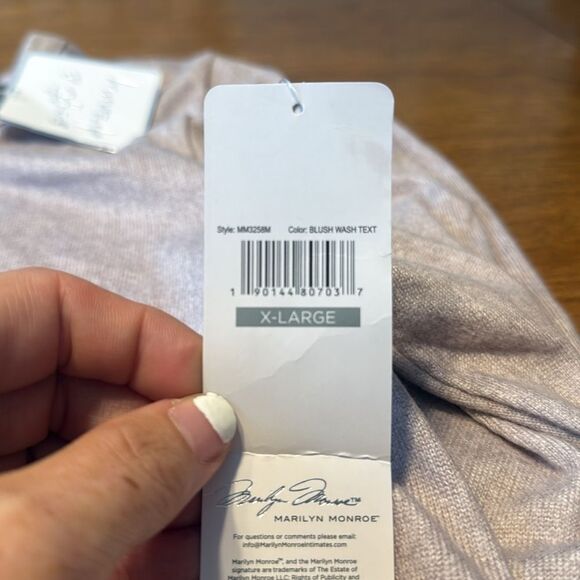 Style: MM3258M Color: BLUSH WASH TEXT
1 90144 80703 7
X-LARGE
Marilyn Monroe™
MARILYN MONROE™
For questions or comments please email:
info@MarilynMonroeIntimates.com
Marilyn Monroe™, and the Marilyn Monroe
signature are trademarks of The Estate of
Marilyn Monroe LLC; Rights of Publicity and